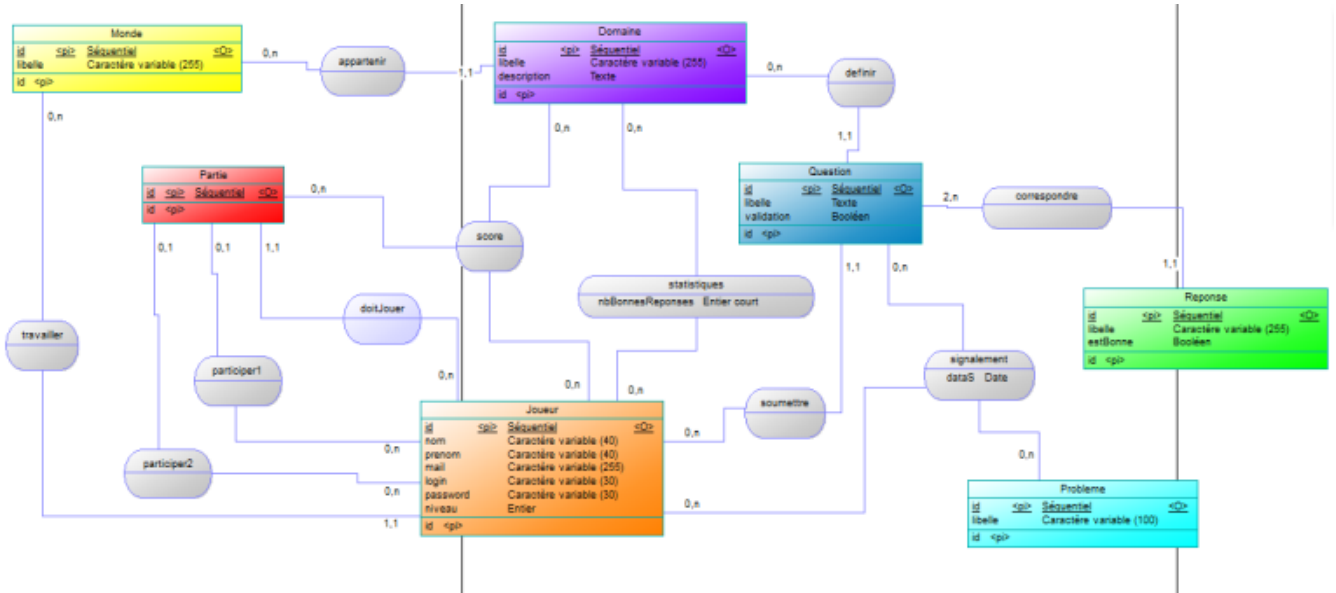 Monde
id <pi> Séquentiel <O>
libelle Caractère variable (255)
id <pi>
0,n
appartenir
1,1
Domaine
id <pi> Séquentiel <O>
libelle Caractère variable (255)
description Texte
id <pi>
0,n
definir
1,1
0,n
0,n
0,n
Partie
id <pi> Séquentiel <O>
id <pi>
0,n
0,1
0,1
1,1
score
Question
id <pi> Séquentiel <O>
libelle Texte
validation Booléen
id <pi>
2,n
correspondre
1,1
1,1
0,n
statistiques
nbBonnesReponses Entier court
doitJouer
Reponse
id <pi> Séquentiel <O>
libelle Caractère variable (255)
estBonne Booléen
id <pi>
travailler
participer1
signalement
dataS Date
0,n
0,n
0,n
soumettre
Joueur
id <pi> Séquentiel <O>
nom Caractère variable (40)
prenom Caractère variable (40)
mail Caractère variable (255)
login Caractère variable (30)
password Caractère variable (30)
niveau Entier
id <pi>
0,n
0,n
participer2
0,n
0,n
0,n
1,1
Probleme
id <pi> Séquentiel <O>
libelle Caractère variable (100)
id <pi>